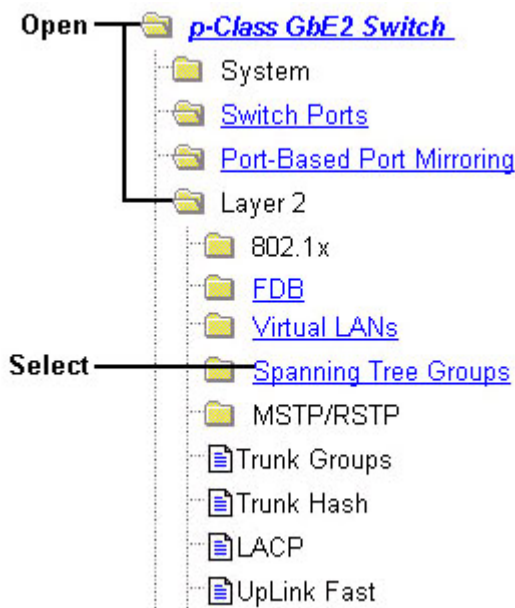 Open p-Class GbE2 Switch
System
Switch Ports
Port-Based Port Mirroring
Layer 2
802.1x
FDB
Virtual LANs
Select Spanning Tree Groups
MSTP/RSTP
Trunk Groups
Trunk Hash
LACP
UpLink Fast